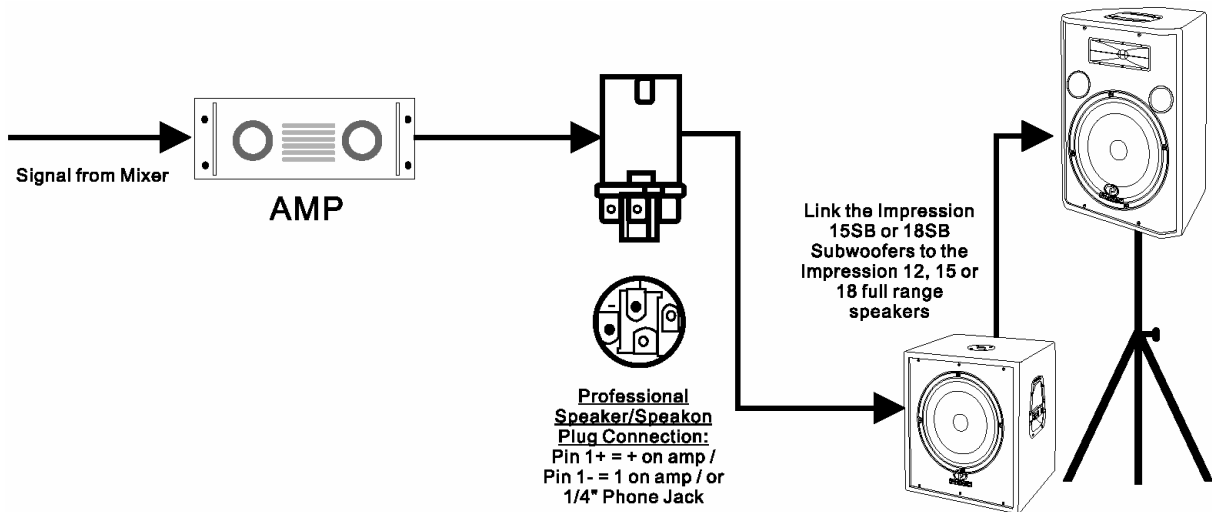 Signal from Mixer
AMP
Professional
Speaker/Speakon
Plug Connection:
Pin 1+ = + on amp /
Pin 1- = 1 on amp / or
1/4" Phone Jack
Link the Impression
15SB or 18SB
Subwoofers to the
Impression 12, 15 or
18 full range
speakers